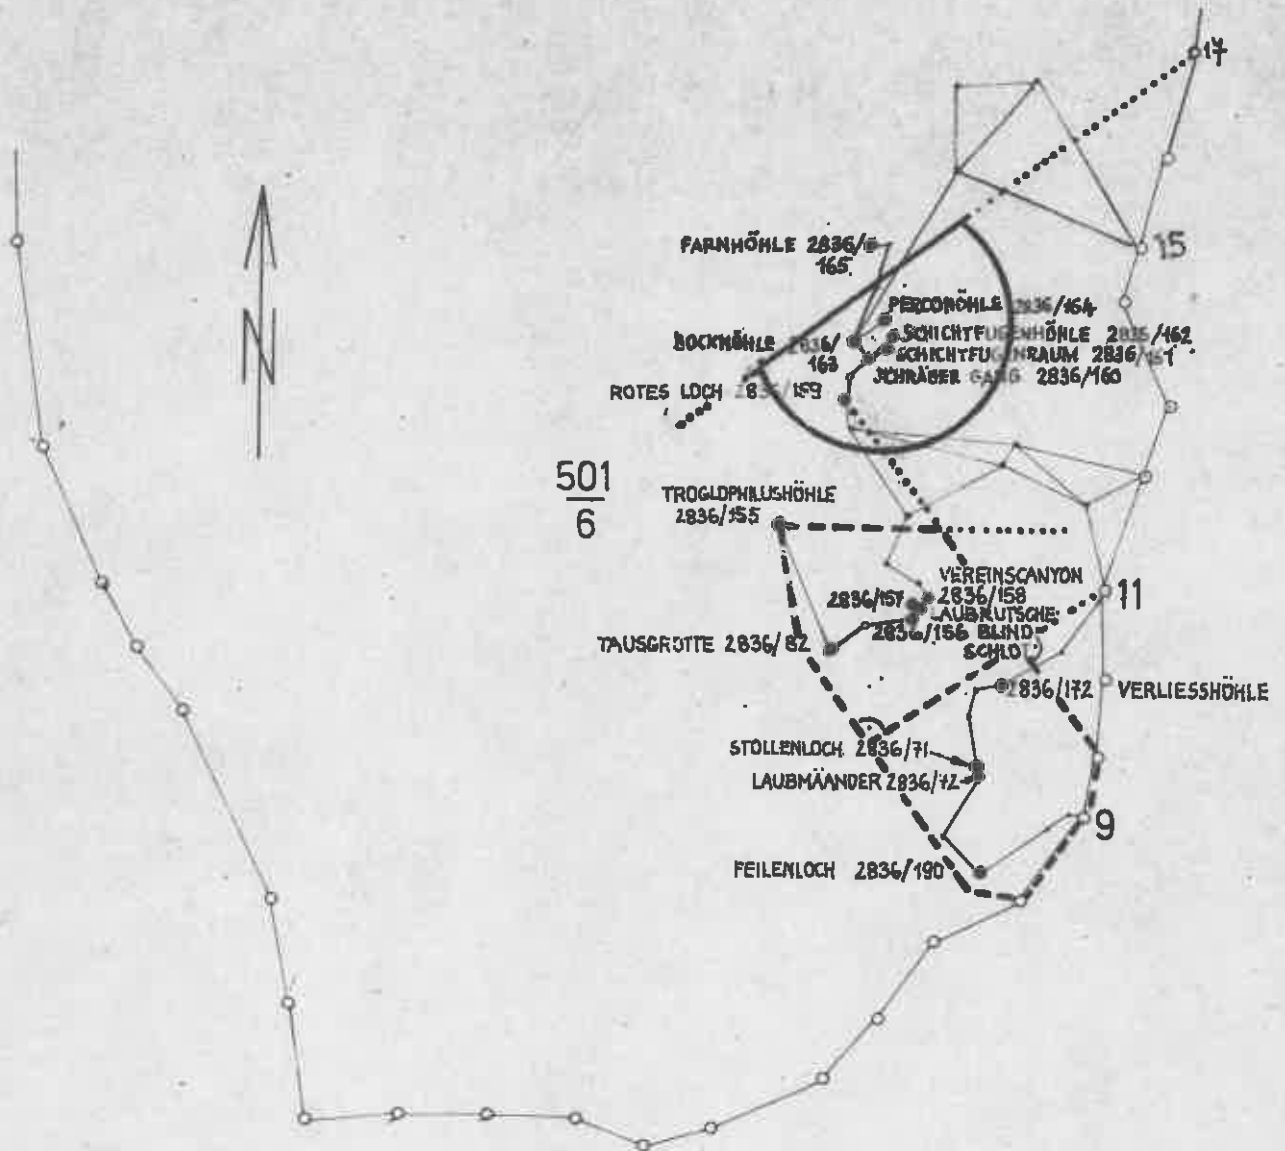 17
N
15
FARNHÖHLE 2836/
165
PERCOHÖHLE 2836/164
SCHICHTFUGENHÖHLE 2836/162
BOCKHÖHLE 2836/
163
SCHICHTFUGENRAUM 2836/161
SCHRÄGER GANG 2836/160
ROTES LOCH 2836/159
501
6
TROGLOPHILUSHÖHLE
2836/155
VEREINSCANYON
2836/158
11
2836/157
LAUBRUTSCHE
2836/156 BLIND-
SCHLOT
TAUSGROTTE 2836/82
2836/172 VERLIESSHÖHLE
STOLLENLOCH 2836/71
LAUBMÄANDER 2836/72
9
FEILENLOCH 2836/190